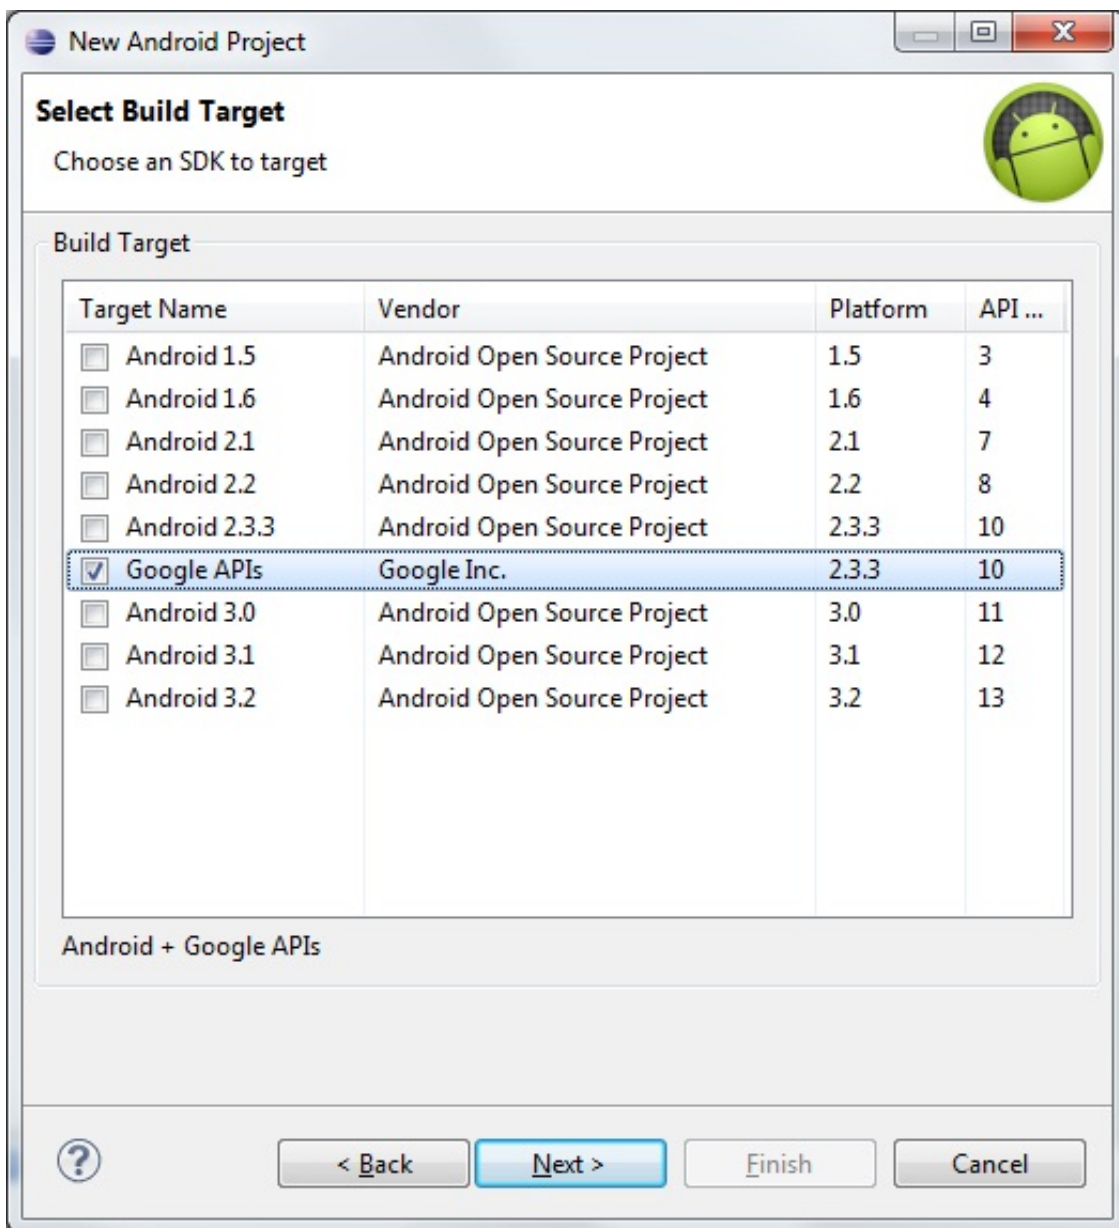 New Android Project
Select Build Target
Choose an SDK to target
Build Target
Target Name Vendor Platform API ...
Android 1.5 Android Open Source Project 1.5 3
Android 1.6 Android Open Source Project 1.6 4
Android 2.1 Android Open Source Project 2.1 7
Android 2.2 Android Open Source Project 2.2 8
Android 2.3.3 Android Open Source Project 2.3.3 10
Google APIs Google Inc. 2.3.3 10
Android 3.0 Android Open Source Project 3.0 11
Android 3.1 Android Open Source Project 3.1 12
Android 3.2 Android Open Source Project 3.2 13
Android + Google APIs
? < Back Next > Finish Cancel